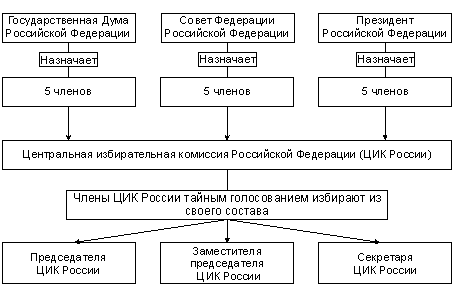 Государственная Дума
Российской Федерации
Совет Федерации
Российской Федерации
Президент
Российской Федерации
Назначает
Назначает
Назначает
5 членов
5 членов
5 членов
Центральная избирательная комиссия Российской Федерации (ЦИК России)
Члены ЦИК России тайным голосованием избирают из
своего состава
Председателя
ЦИК России
Заместителя
председателя
ЦИК России
Секретаря
ЦИК России